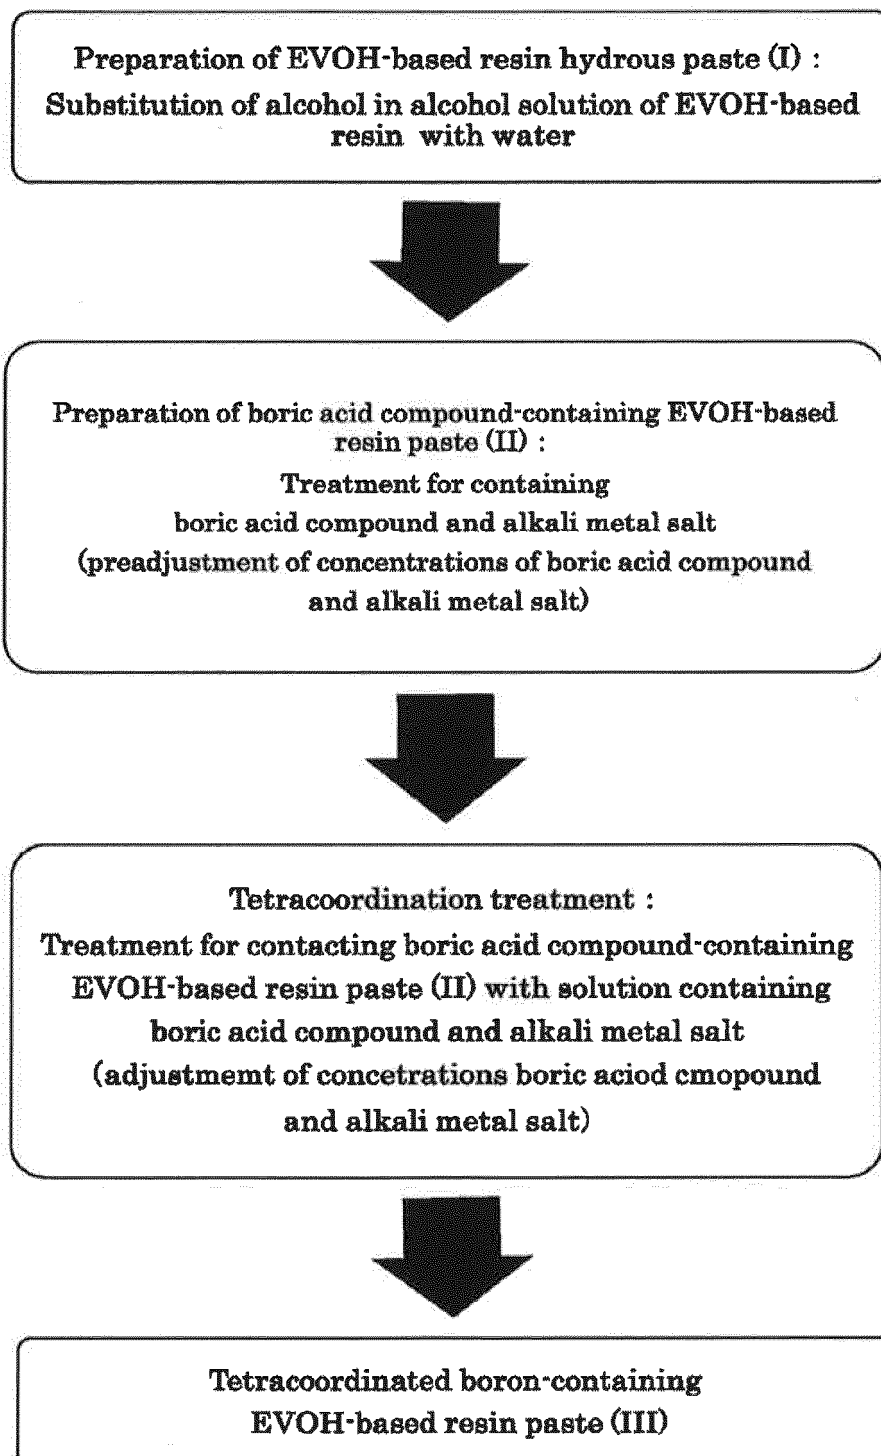 Preparation of EVOH-based resin hydrous paste (I) :
Substitution of alcohol in alcohol solution of EVOH-based
resin with water
Preparation of boric acid compound-containing EVOH-based
resin paste (II) :
Treatment for containing
boric acid compound and alkali metal salt
(preadjustment of concentrations of boric acid compound
and alkali metal salt)
Tetracoordination treatment :
Treatment for contacting boric acid compound-containing
EVOH-based resin paste (II) with solution containing
boric acid compound and alkali metal salt
(adjustmemt of concetrations boric aciod cmopound
and alkali metal salt)
Tetracoordinated boron-containing
EVOH-based resin paste (III)